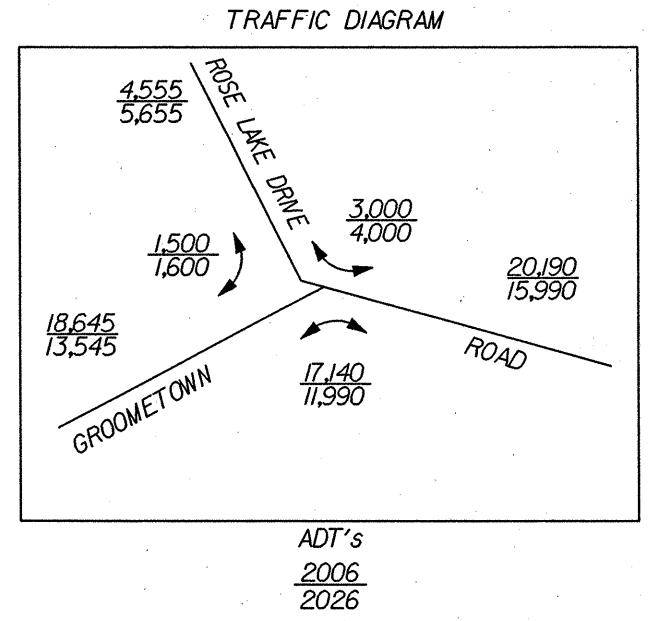 TRAFFIC DIAGRAM
4,555
5,655
ROSE LAKE DRIVE
3,000
4,000
1,500
1,600
20,190
15,990
18,645
13,545
ROAD
17,140
11,990
GROOMETOWN
ADT's
2006
2026